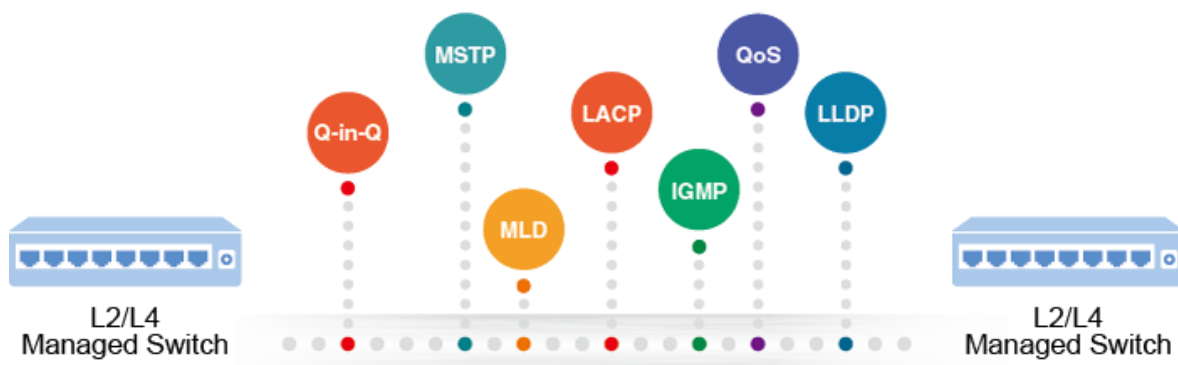 MSTP
QoS
Q-in-Q
LACP
LLDP
MLD
IGMP
L2/L4
Managed Switch
L2/L4
Managed Switch